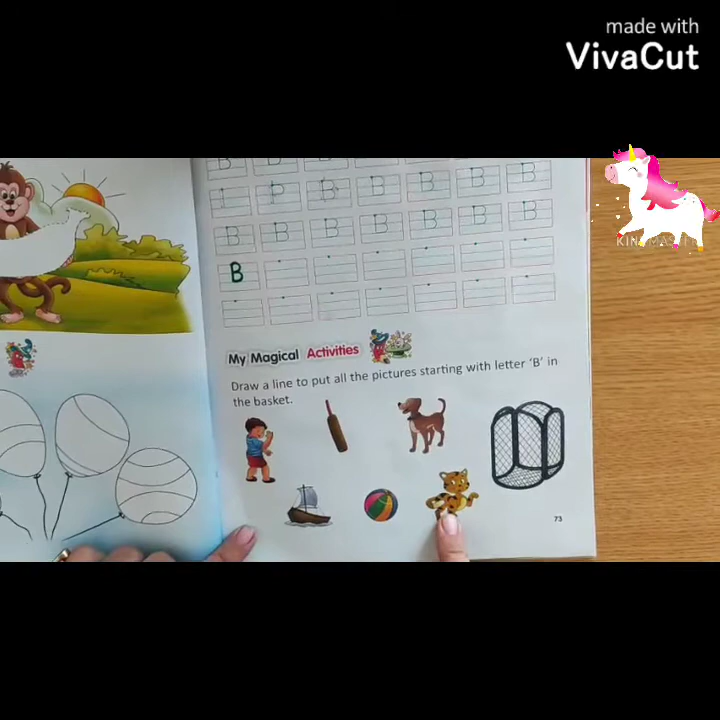 made with
VivaCut
KINEMASTER
B B B B B
B B B B B B B
B
My Magical Activities
Draw a line to put all the pictures starting with letter 'B' in
the basket.
73